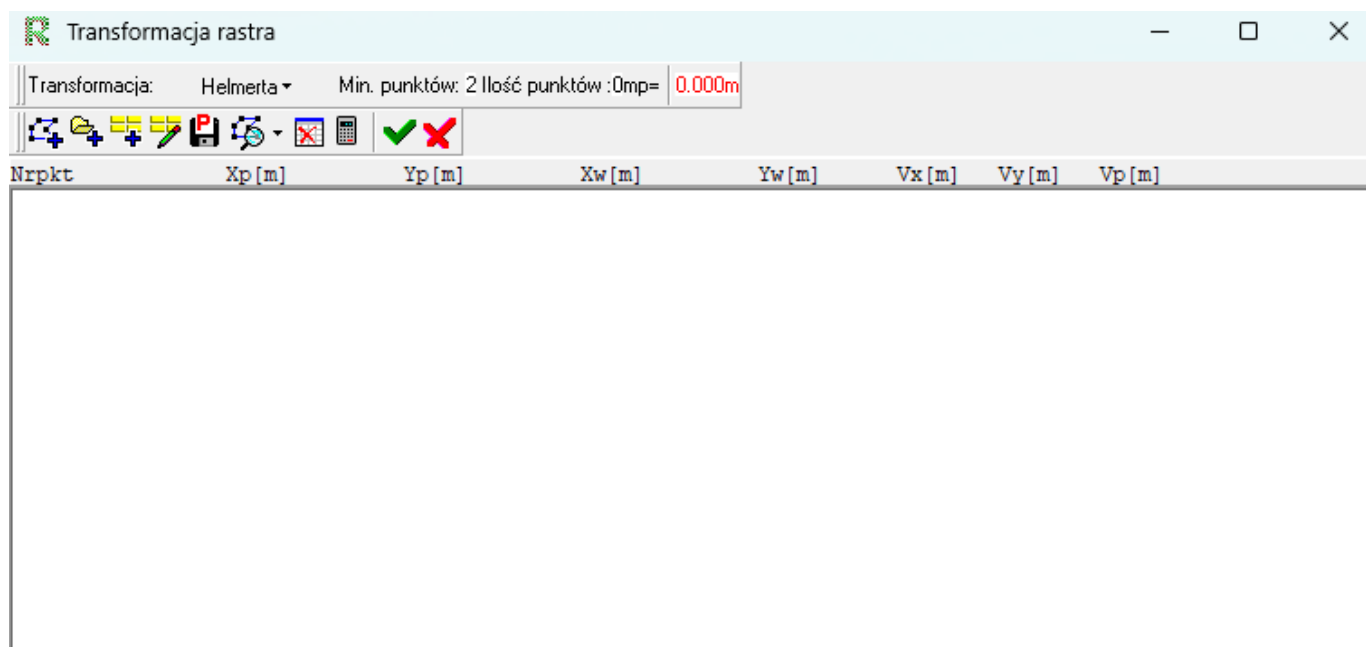 Transformacja rastra
Transformacja: Helmerta Min. punktów: 2 Ilość punktów :0mp= 0.000m
P
Nrpkt Xp[m] Yp[m] Xw[m] Yw[m] Vx[m] Vy[m] Vp[m]